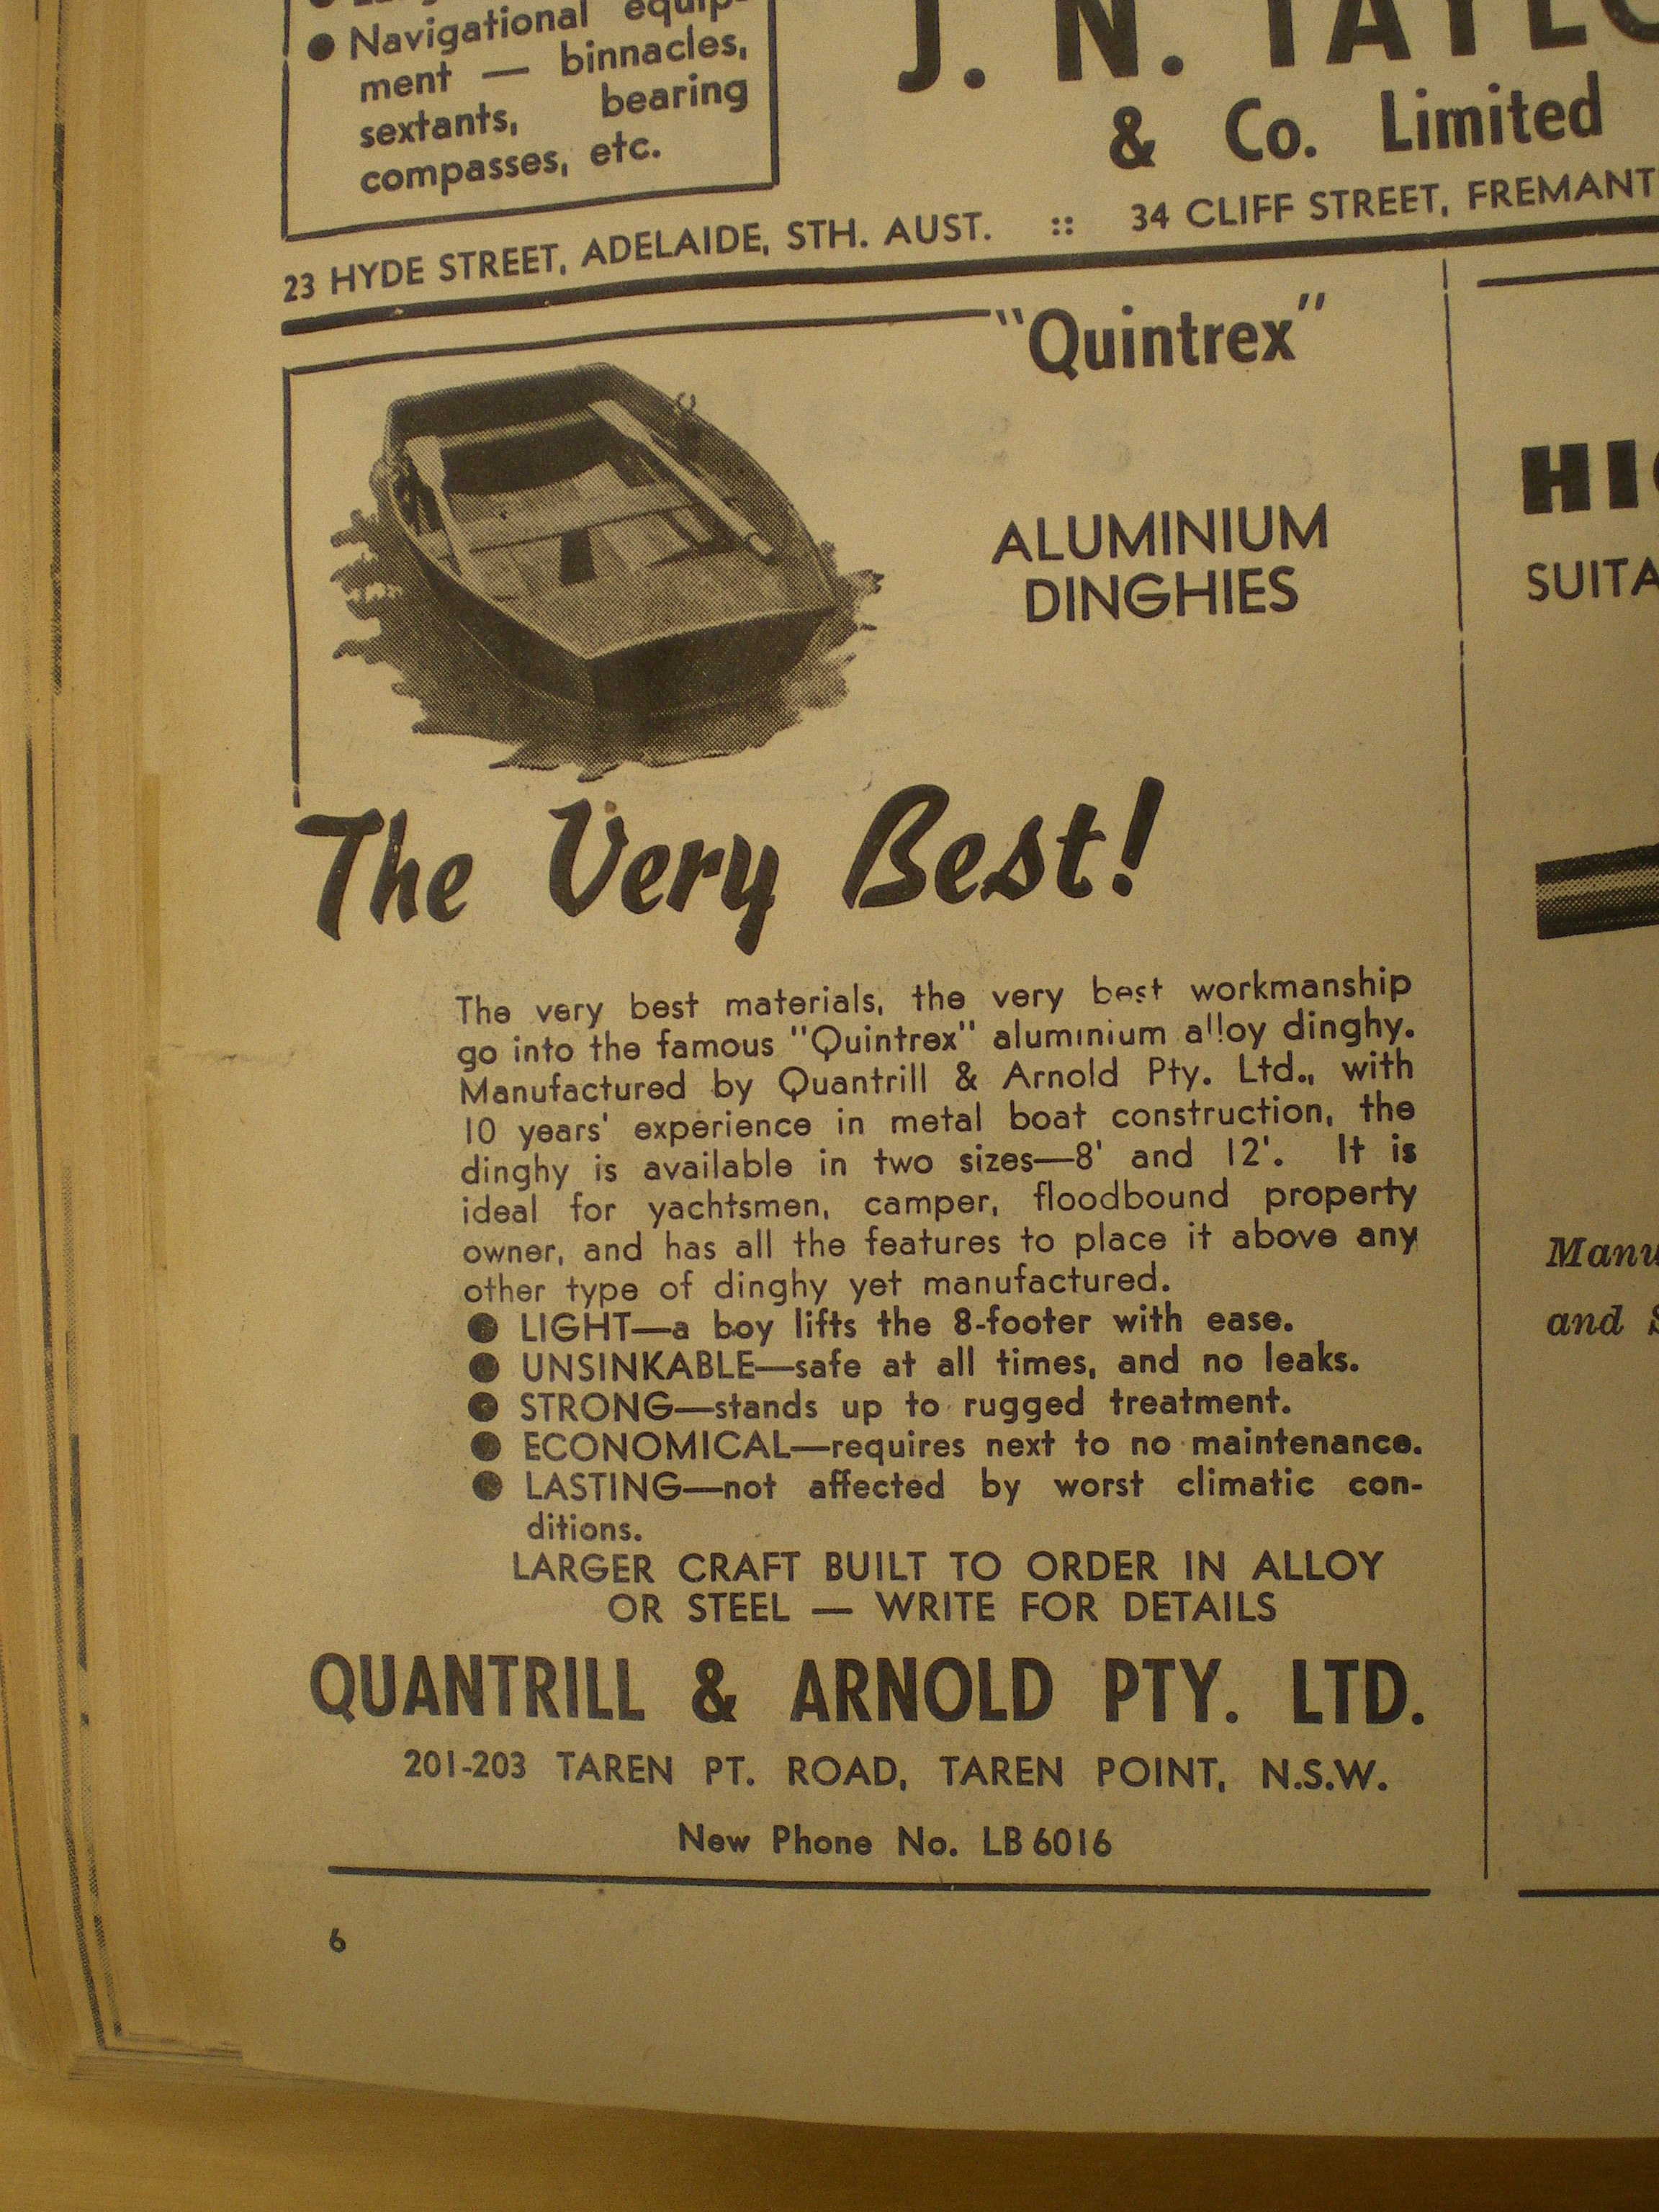 ● Navigational equip-
ment — binnacles,
sextants, bearing
compasses, etc.
J. N. TAYLO
& Co. Limited
23 HYDE STREET, ADELAIDE, STH. AUST. :: 34 CLIFF STREET, FREMANT
"Quintrex"
ALUMINIUM
DINGHIES
The Very Best!
The very best materials, the very best workmanship
go into the famous "Quintrex" aluminium alloy dinghy.
Manufactured by Quantrill & Arnold Pty. Ltd., with
10 years' experience in metal boat construction, the
dinghy is available in two sizes—8' and 12'. It is
ideal for yachtsmen, camper, floodbound property
owner, and has all the features to place it above any
other type of dinghy yet manufactured.
● LIGHT—a boy lifts the 8-footer with ease.
● UNSINKABLE—safe at all times, and no leaks.
● STRONG—stands up to rugged treatment.
● ECONOMICAL—requires next to no maintenance.
● LASTING—not affected by worst climatic con-
ditions.
LARGER CRAFT BUILT TO ORDER IN ALLOY
OR STEEL — WRITE FOR DETAILS
QUANTRILL & ARNOLD PTY. LTD.
201-203 TAREN PT. ROAD, TAREN POINT, N.S.W.
New Phone No. LB 6016
6
SUITA
Manu
and